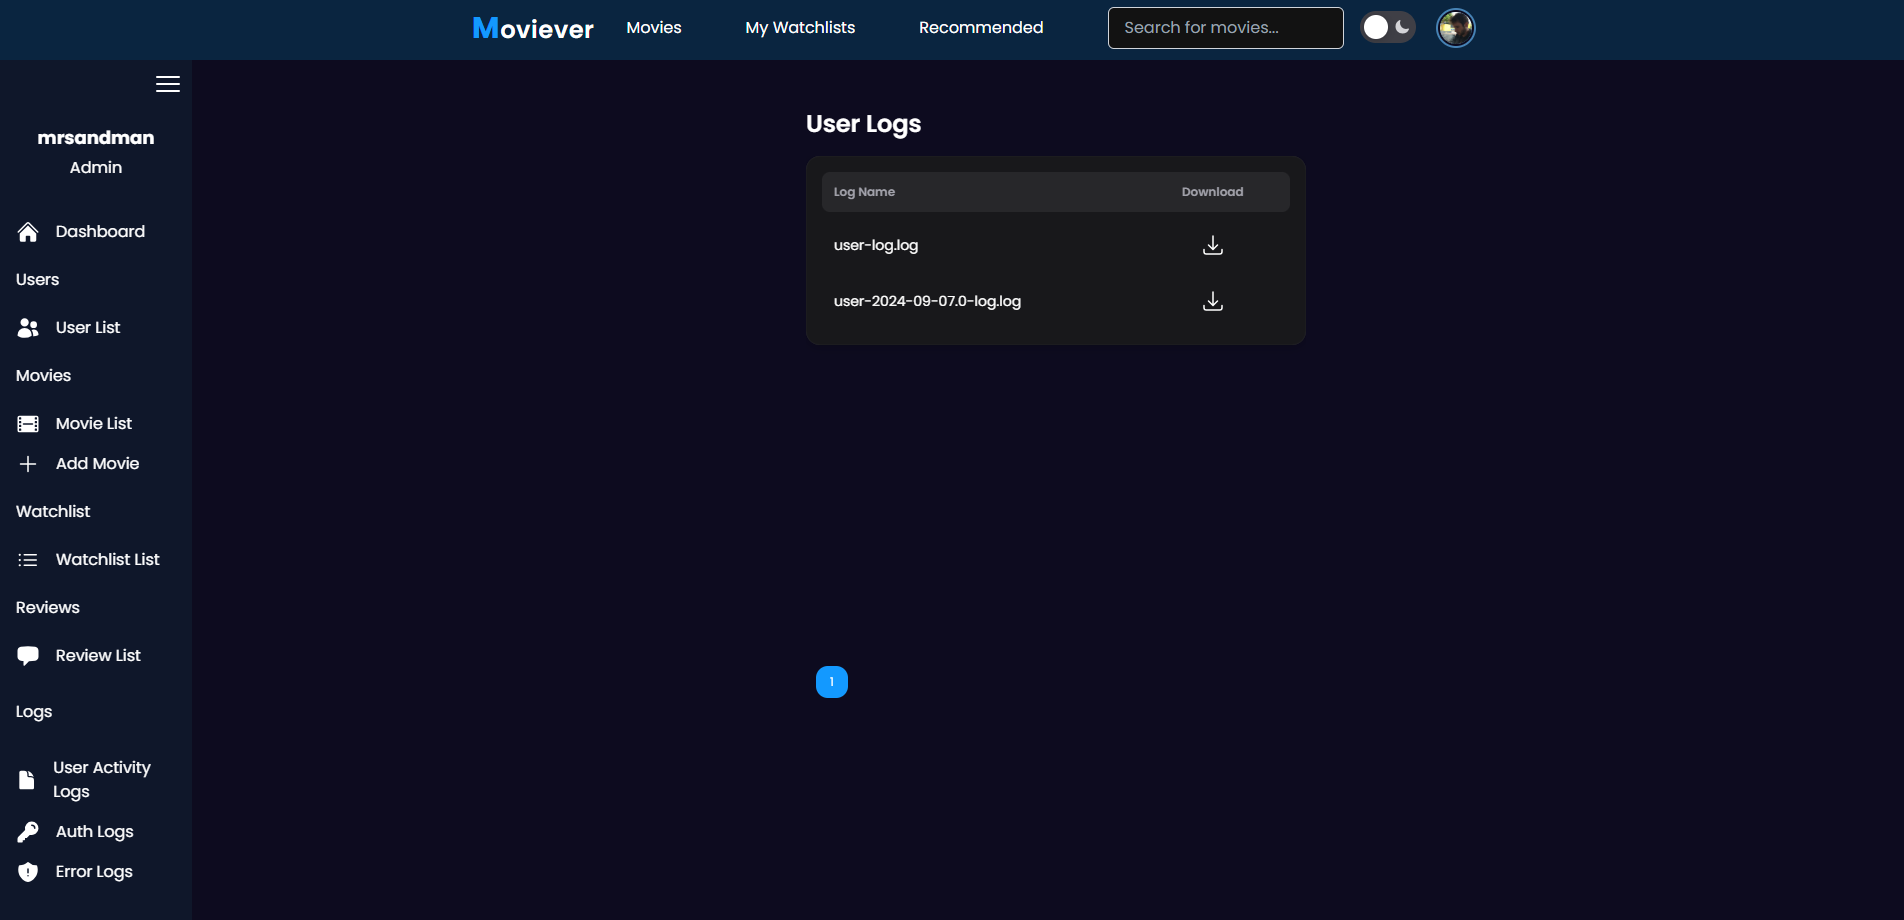 Moviever
Movies
My Watchlists
Recommended
Search for movies...
mrsandman
Admin
Dashboard
Users
User List
Movies
Movie List
Add Movie
Watchlist
Watchlist List
Reviews
Review List
Logs
User Activity
Logs
Auth Logs
Error Logs
User Logs
Log Name
Download
user-log.log
user-2024-09-07.0-log.log
1